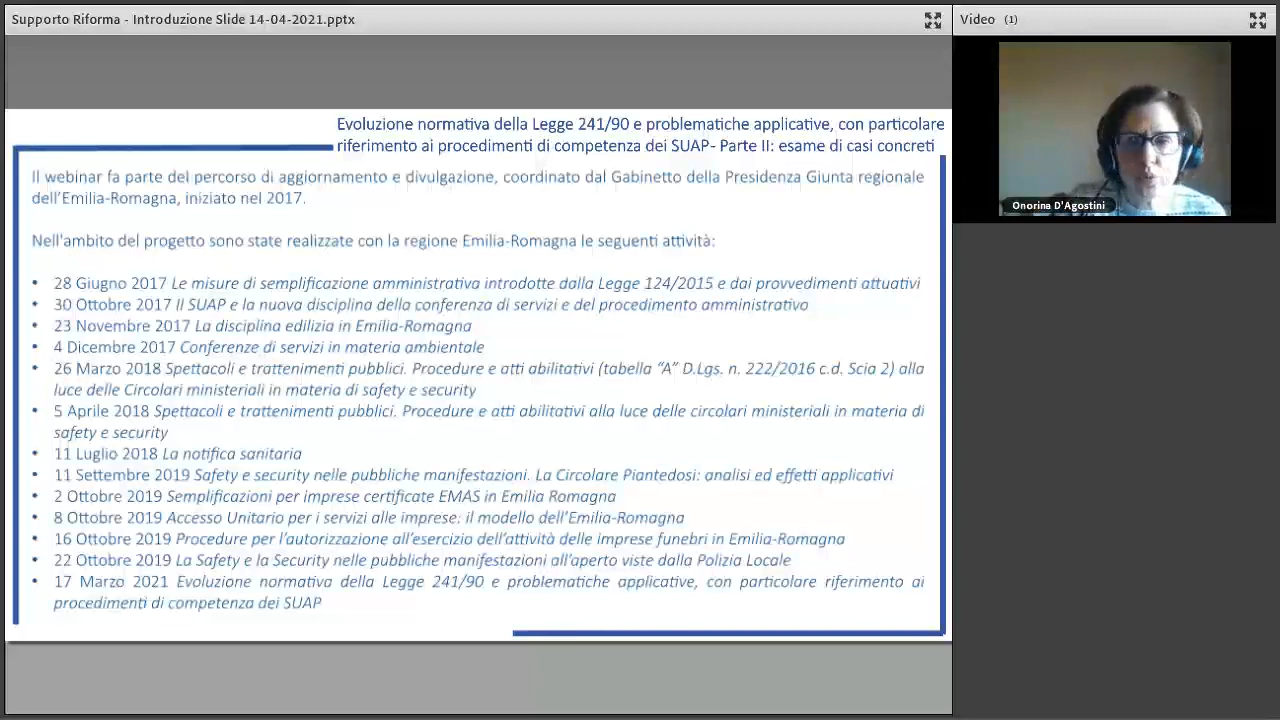 Supporto Riforma - Introduzione Slide 14-04-2021.pptx
Video (1)
Evoluzione normativa della Legge 241/90 e problematiche applicative, con particolare
riferimento ai procedimenti di competenza dei SUAP- Parte II: esame di casi concreti
Il webinar fa parte del percorso di aggiornamento e divulgazione, coordinato dal Gabinetto della Presidenza Giunta regionale
dell'Emilia-Romagna, iniziato nel 2017.
Nell'ambito del progetto sono state realizzate con la regione Emilia-Romagna le seguenti attività:
• 28 Giugno 2017 Le misure di semplificazione amministrativa introdotte dalla Legge 124/2015 e dai provvedimenti attuativi
• 30 Ottobre 2017 Il SUAP e la nuova disciplina della conferenza di servizi e del procedimento amministrativo
• 23 Novembre 2017 La disciplina edilizia in Emilia-Romagna
• 4 Dicembre 2017 Conferenze di servizi in materia ambientale
• 26 Marzo 2018 Spettacoli e trattenimenti pubblici. Procedure e atti abilitativi (tabella "A" D.Lgs. n. 222/2016 c.d. Scia 2) alla
luce delle Circolari ministeriali in materia di safety e security
• 5 Aprile 2018 Spettacoli e trattenimenti pubblici. Procedure e atti abilitativi alla luce delle circolari ministeriali in materia di
safety e security
• 11 Luglio 2018 La notifica sanitaria
• 11 Settembre 2019 Safety e security nelle pubbliche manifestazioni. La Circolare Piantedosi: analisi ed effetti applicativi
• 2 Ottobre 2019 Semplificazioni per imprese certificate EMAS in Emilia Romagna
• 8 Ottobre 2019 Accesso Unitario per i servizi alle imprese: il modello dell'Emilia-Romagna
• 16 Ottobre 2019 Procedure per l'autorizzazione all'esercizio dell'attività delle imprese funebri in Emilia-Romagna
• 22 Ottobre 2019 La Safety e la Security nelle pubbliche manifestazioni all'aperto viste dalla Polizia Locale
• 17 Marzo 2021 Evoluzione normativa della Legge 241/90 e problematiche applicative, con particolare riferimento ai
procedimenti di competenza dei SUAP
Onorina D'Agostini